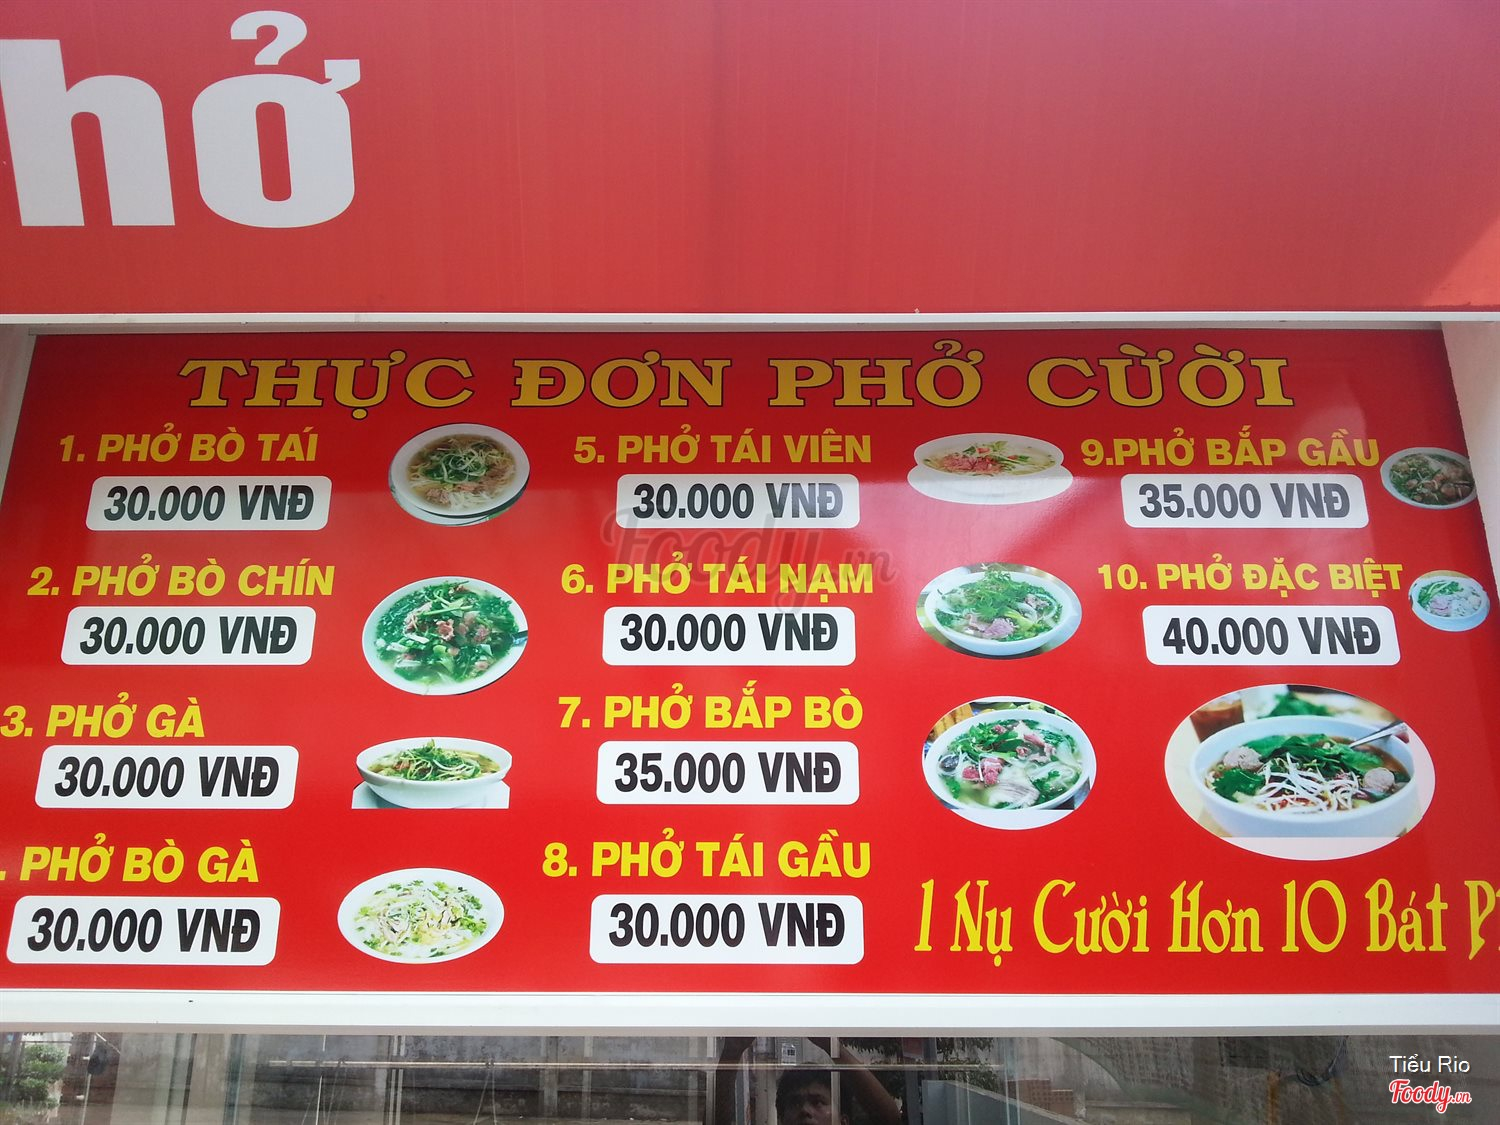 hở
THỰC ĐƠN PHỞ CỪỜI
1. PHỞ BÒ TAÍ
30.000 VNĐ
2. PHỞ BÒ CHÍN
30.000 VNĐ
3. PHỞ GÀ
30.000 VNĐ
. PHỞ BÒ GÀ
30.000 VNĐ
5. PHỞ TÁI VIÊN
30.000 VNĐ
6. PHỞ TÁI NẠM
30.000 VNĐ
7. PHỞ BẮP BÒ
35.000 VNĐ
8. PHỞ TÁI GẦU
30.000 VNĐ
9.PHỞ BẮP GẦU
35.000 VNĐ
10. PHỞ ĐẶC BIỆT
40.000 VNĐ
1 Nụ Cười Hơn 10 Bát P
Foody.vn
Tiểu Rio
Foody.vn